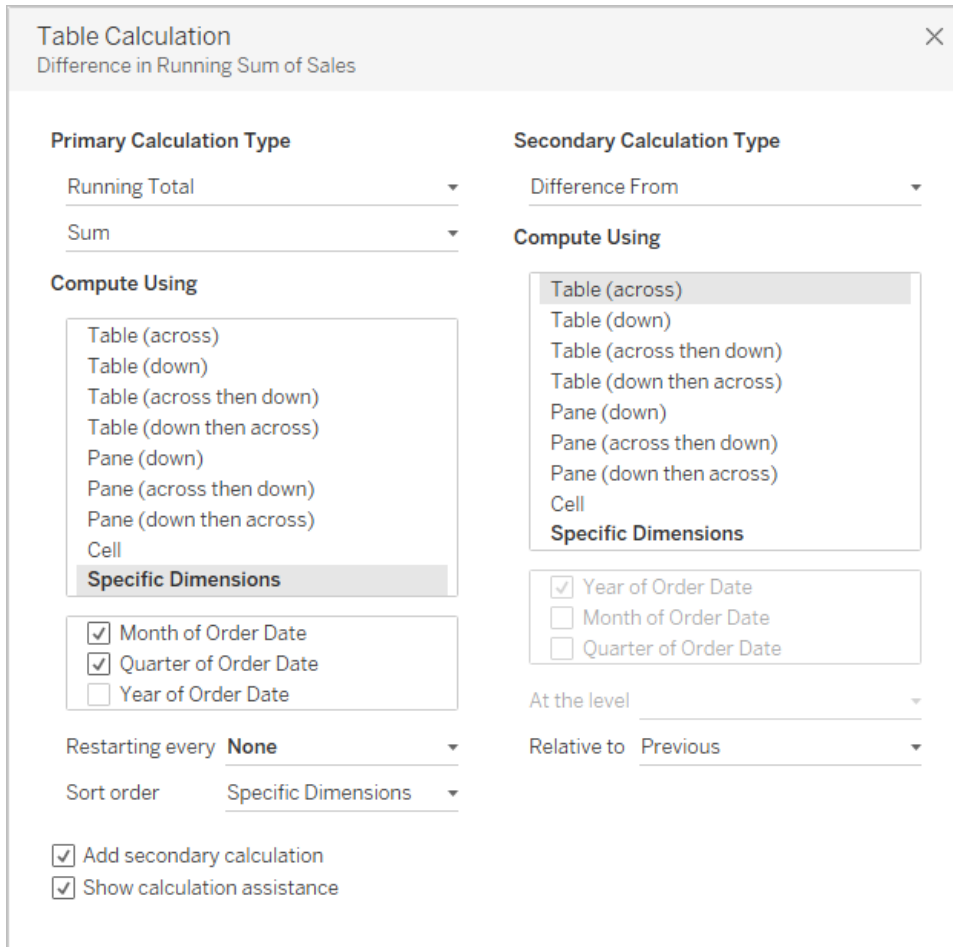 Table Calculation
Difference in Running Sum of Sales
Primary Calculation Type
Running Total
Sum
Compute Using
Table (across)
Table (down)
Table (across then down)
Table (down then across)
Pane (down)
Pane (across then down)
Pane (down then across)
Cell
Specific Dimensions
Month of Order Date
Quarter of Order Date
Year of Order Date
Restarting every None
Sort order Specific Dimensions
Add secondary calculation
Show calculation assistance
Secondary Calculation Type
Difference From
Compute Using
Table (across)
Table (down)
Table (across then down)
Table (down then across)
Pane (down)
Pane (across then down)
Pane (down then across)
Cell
Specific Dimensions
Year of Order Date
Month of Order Date
Quarter of Order Date
At the level
Relative to Previous